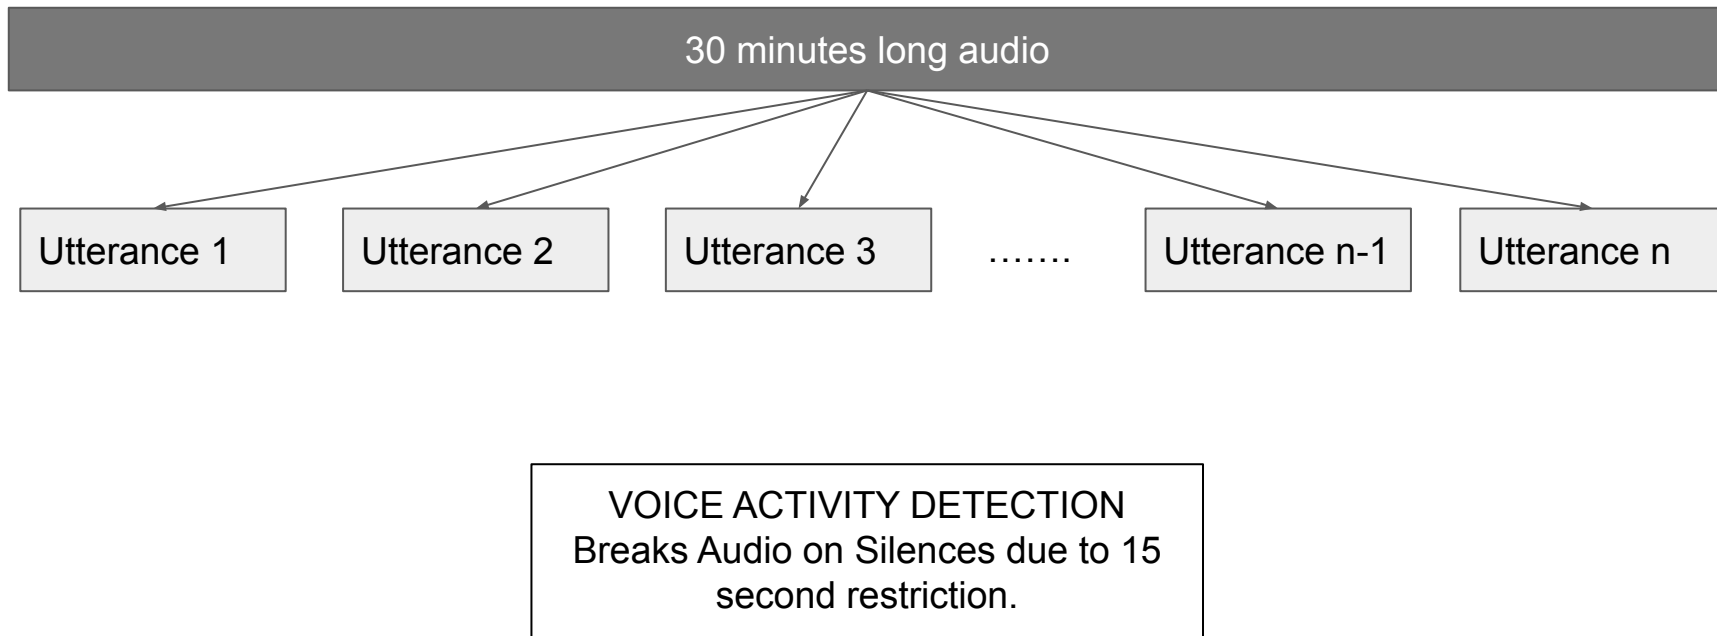 30 minutes long audio
Utterance 1
Utterance 2
Utterance 3
.......
Utterance n-1
Utterance n
VOICE ACTIVITY DETECTION
Breaks Audio on Silences due to 15
second restriction.